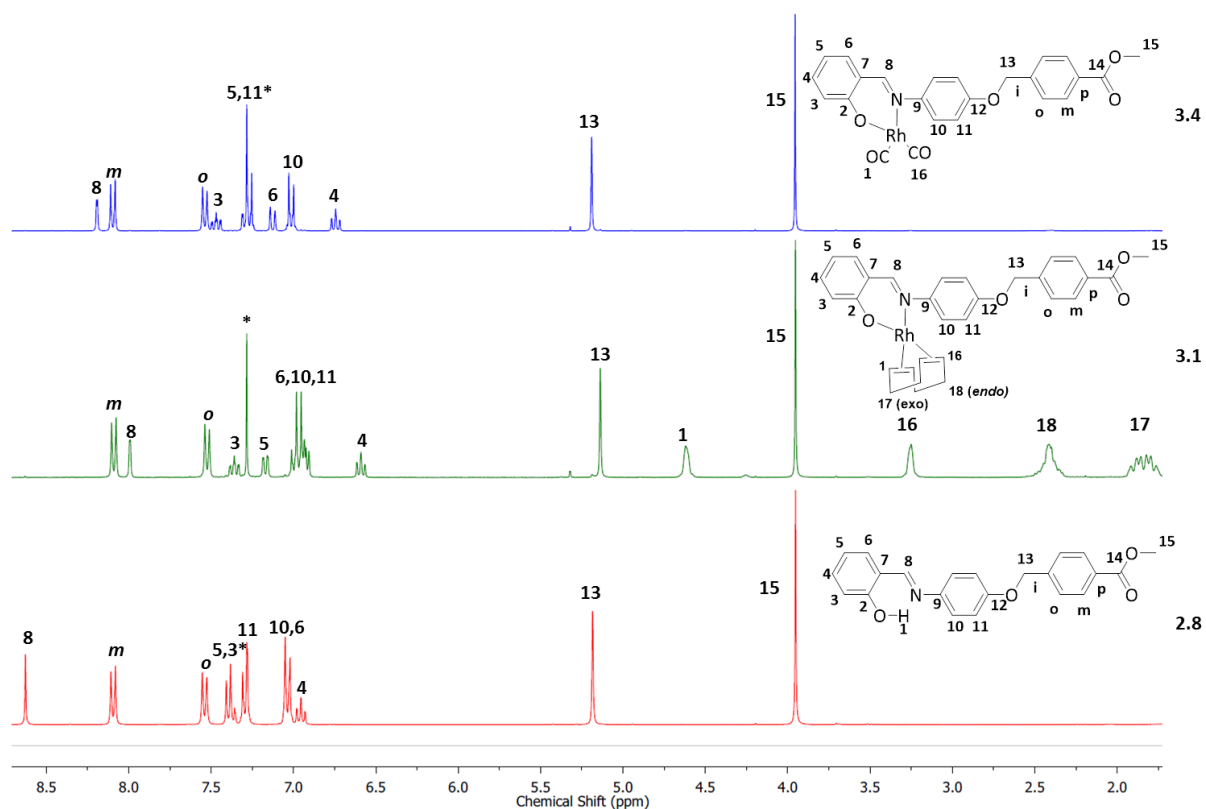 15
5,11*
8
m
o
3
6
10
4
13
15
5
6
4
3
7
8
2
O
N
9
10
11
12
O
13
i
o
m
p
14
O
O
15
Rh
OC
CO
1
16
3.4
m
8
o
3
5
*
6,10,11
4
13
1
15
16
18
17
5
6
4
3
7
8
2
O
N
9
10
11
12
O
13
i
o
m
p
14
O
O
15
Rh
1
16
17 (exo)
18 (endo)
3.1
8
m
o
5,3*
11
10,6
4
13
15
5
6
4
3
7
8
2
O
H
1
N
9
10
11
12
O
13
i
o
m
p
14
O
O
15
2.8
8.5 8.0 7.5 7.0 6.5 6.0 5.5 5.0 4.5 4.0 3.5 3.0 2.5 2.0
Chemical Shift (ppm)